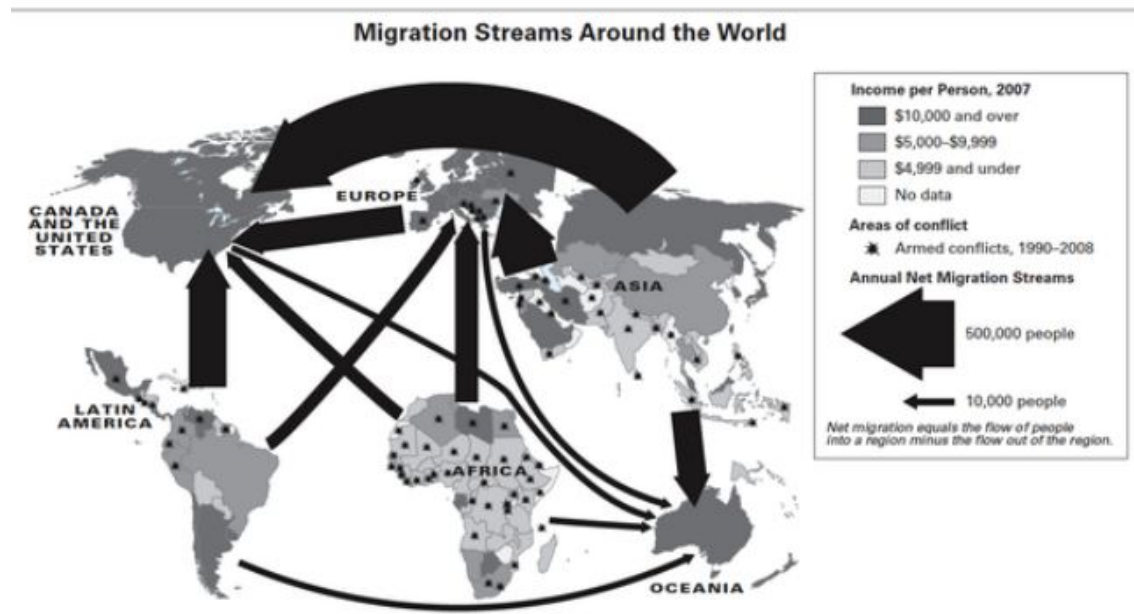 Migration Streams Around the World
CANADA
AND THE
UNITED
STATES
EUROPE
ASIA
LATIN
AMERICA
AFRICA
OCEANIA
Income per Person, 2007
$10,000 and over
$5,000–$9,999
$4,999 and under
No data
Areas of conflict
Armed conflicts, 1990–2008
Annual Net Migration Streams
500,000 people
10,000 people
Net migration equals the flow of people
into a region minus the flow out of the region.